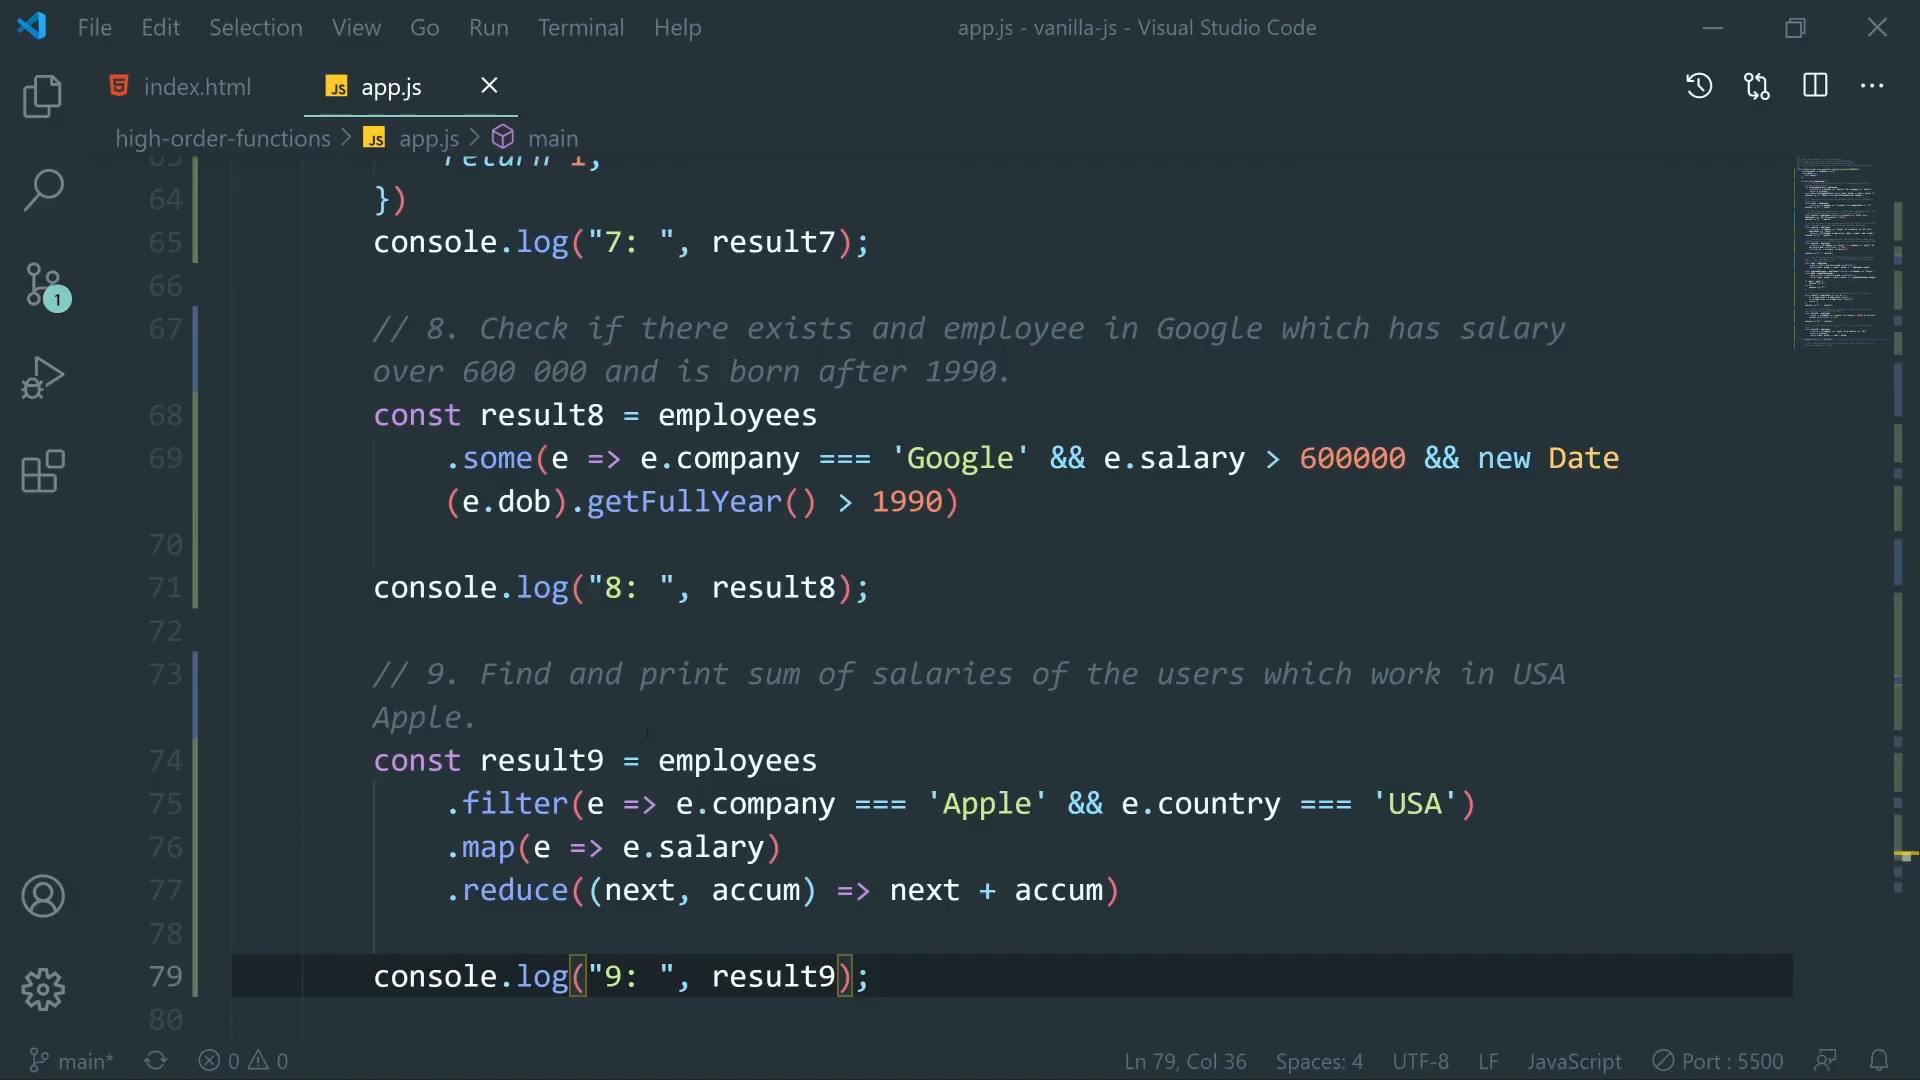 File Edit Selection View Go Run Terminal Help app.js - vanilla-js - Visual Studio Code
index.html JS app.js
high-order-functions > JS app.js > main
return 1;
64 })
65 console.log("7: ", result7);
66
67 // 8. Check if there exists and employee in Google which has salary
over 600 000 and is born after 1990.
68 const result8 = employees
69 .some(e => e.company === 'Google' && e.salary > 600000 && new Date
(e.dob).getFullYear() > 1990)
70
71 console.log("8: ", result8);
72
73 // 9. Find and print sum of salaries of the users which work in USA
Apple.
74 const result9 = employees
75 .filter(e => e.company === 'Apple' && e.country === 'USA')
76 .map(e => e.salary)
77 .reduce((next, accum) => next + accum)
78
79 console.log("9: ", result9);
80
1
main* 0 0 Ln 79, Col 36 Spaces: 4 UTF-8 LF JavaScript Port : 5500